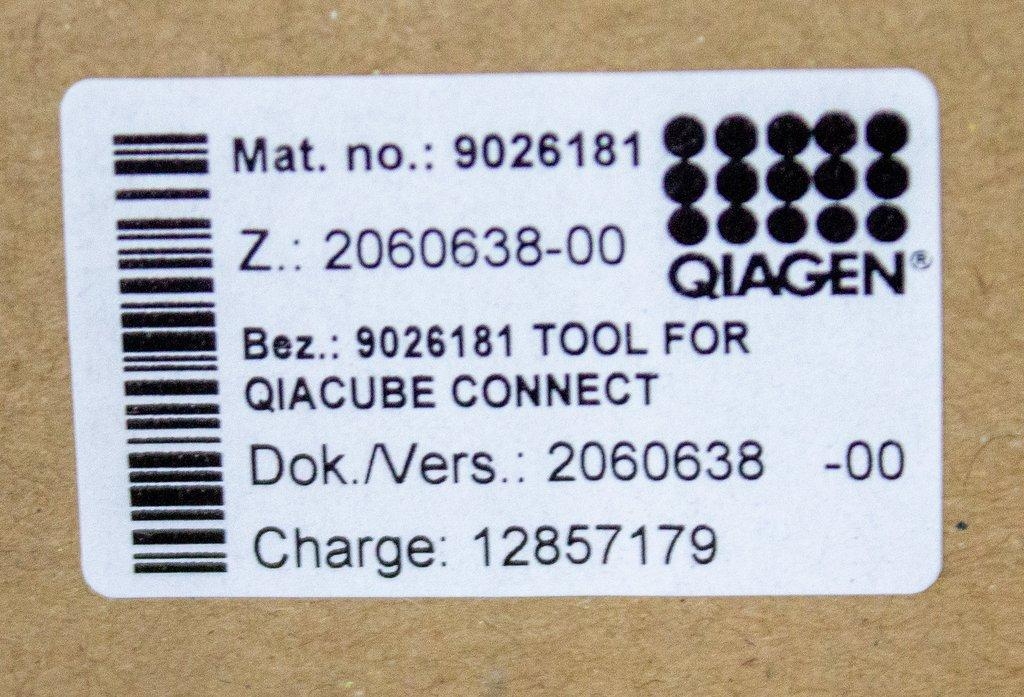 Mat. no.: 9026181
Z.: 2060638-00
QIAGEN®
Bez.: 9026181 TOOL FOR
QIACUBE CONNECT
Dok./Vers.: 2060638 -00
Charge: 12857179